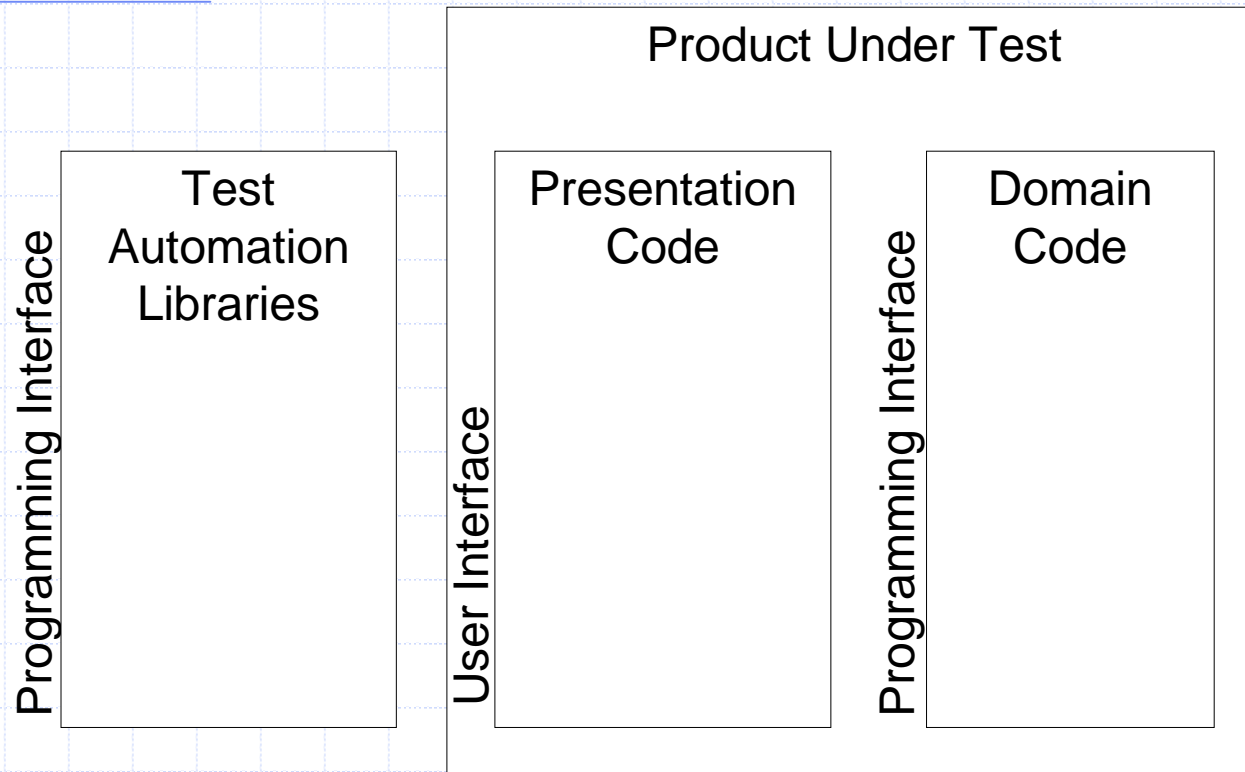 Product Under Test
Programming Interface
Test
Automation
Libraries
User Interface
Presentation
Code
Programming Interface
Domain
Code